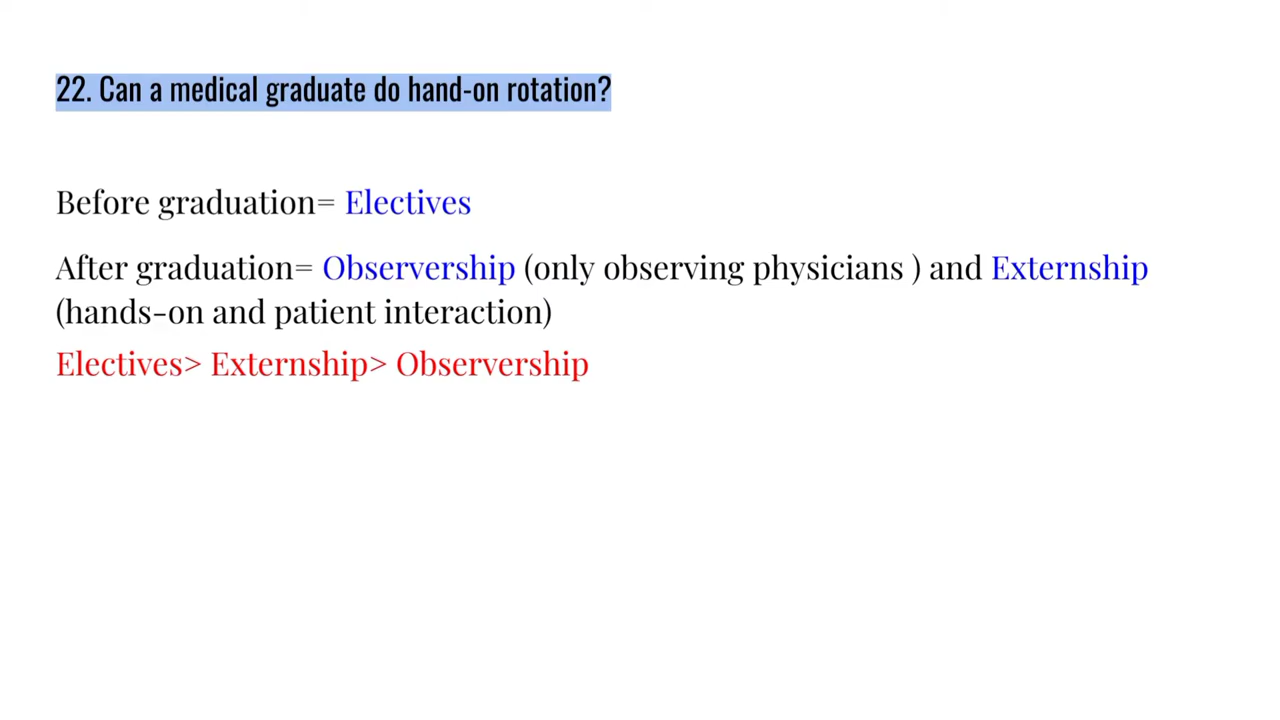 22. Can a medical graduate do hand-on rotation?
Before graduation= Electives
After graduation= Observership (only observing physicians ) and Externship
(hands-on and patient interaction)
Electives> Externship> Observership